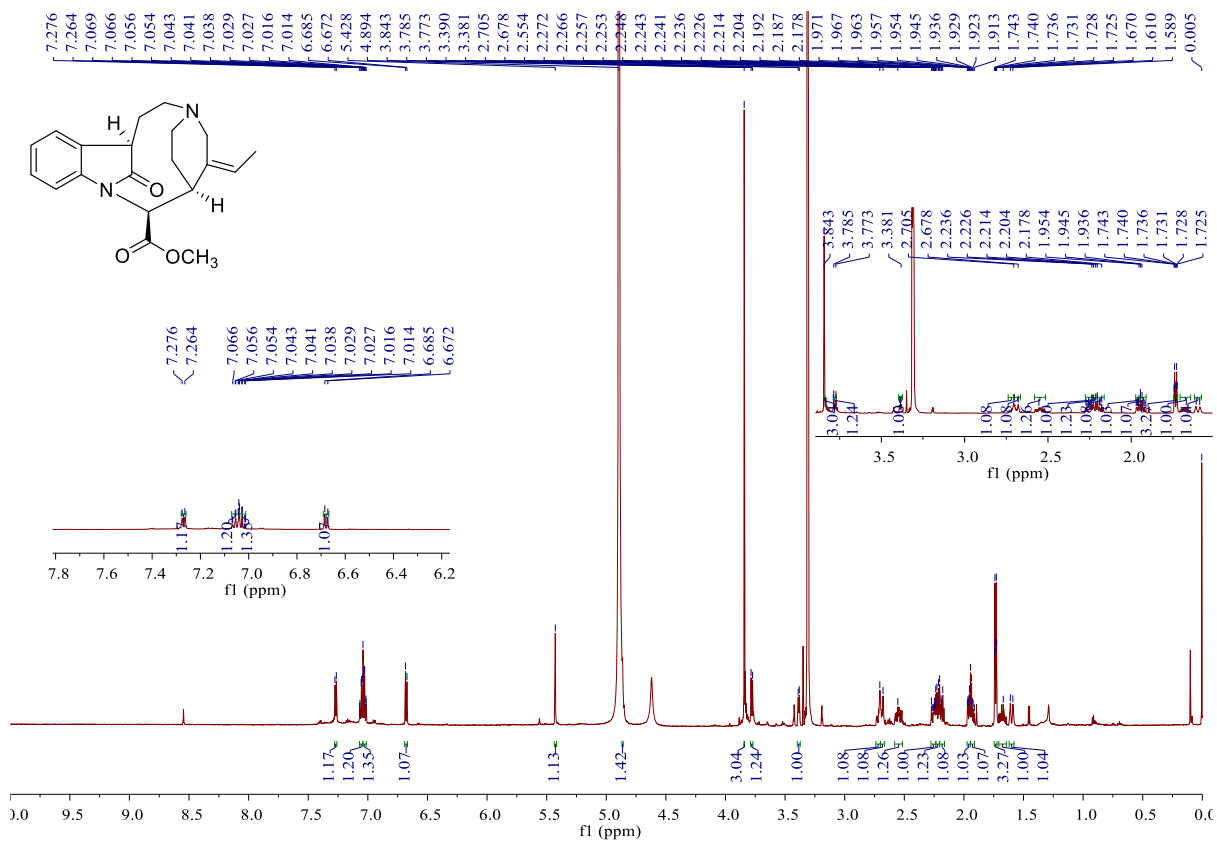 7.276 7.264 7.069 7.066 7.056 7.054 7.043 7.041 7.038 7.029 7.027 7.016 7.014 6.685 6.672 5.428 4.894 3.843 3.785 3.773 3.390 3.381 2.705 2.678 2.554 2.272 2.266 2.257 2.253 2.248 2.243 2.241 2.236 2.226 2.214 2.204 2.192 2.187 2.178 1.971 1.967 1.963 1.957 1.954 1.945 1.936 1.929 1.923 1.913 1.743 1.740 1.736 1.731 1.728 1.725 1.670 1.610 1.589 0.005
N
H
N
O
H
O
OCH3
3.843 3.785 3.773 3.381 2.705 2.678 2.236 2.226 2.214 2.204 2.178 1.954 1.945 1.936 1.743 1.740 1.736 1.731 1.728 1.725
3.5 3.0 2.5 2.0
f1 (ppm)
7.276 7.264 7.066 7.056 7.054 7.043 7.041 7.038 7.029 7.027 7.016 7.014 6.685 6.672
7.8 7.6 7.4 7.2 7.0 6.8 6.6 6.4 6.2
f1 (ppm)
1.17 1.20 1.35 1.07 1.13 1.42 3.04 1.24 1.00 1.08 1.08 1.26 1.00 1.23 1.08 1.03 1.07 3.27 1.00 1.04
9.5 9.0 8.5 8.0 7.5 7.0 6.5 6.0 5.5 5.0 4.5 4.0 3.5 3.0 2.5 2.0 1.5 1.0 0.5
f1 (ppm)